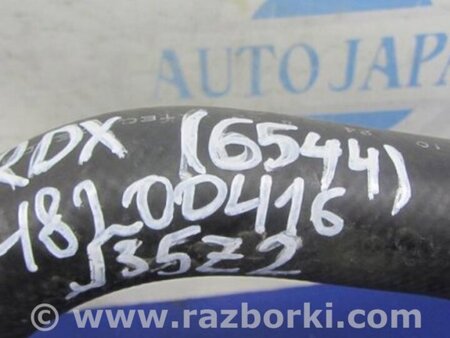 AUTO JAPA
RDX (6544)
18) 00416
J35Z2
www.razborki.com